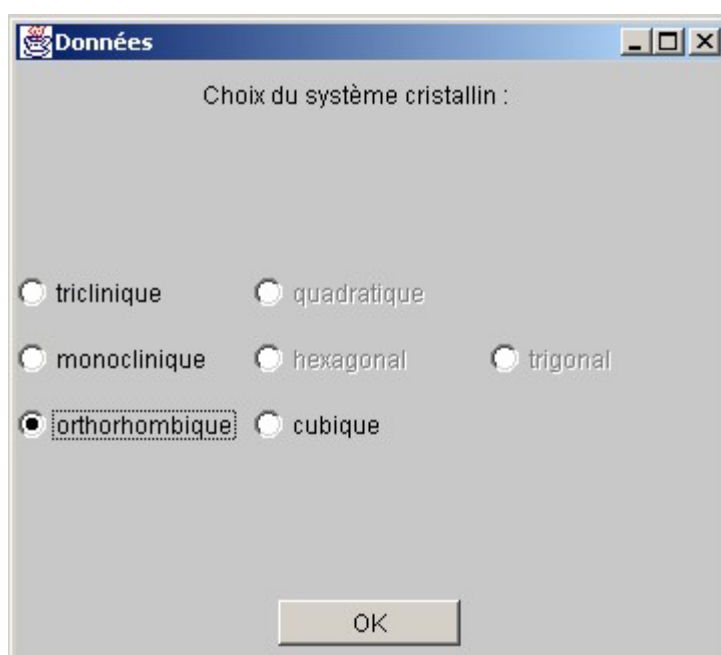 Données
Choix du système cristallin :
triclinique quadratique
monoclinique hexagonal trigonal
orthorhombique cubique
OK